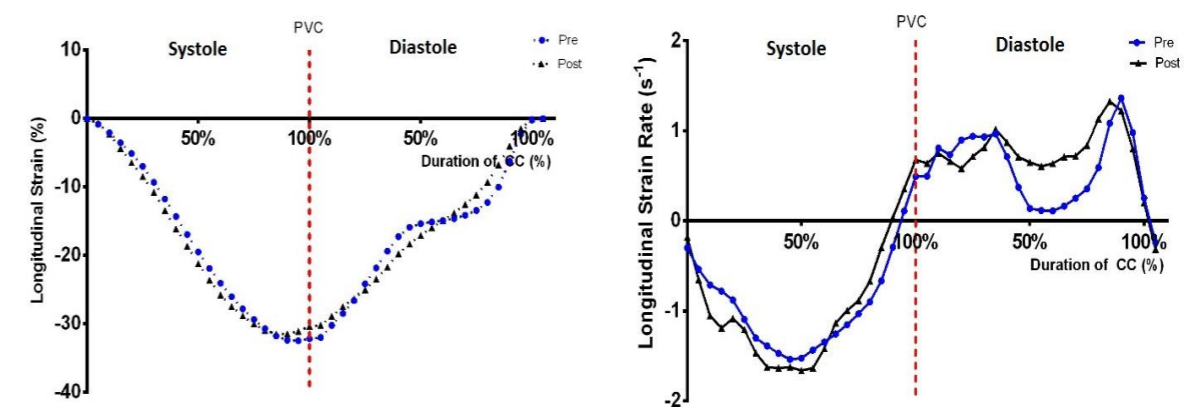 PVC
10
Systole
Diastole
Pre
Post
0
50%
100%
50%
100%
Duration of CC (%)
-10
-20
-30
-40
Longitudinal Strain (%)
PVC
2
Systole
Diastole
Pre
Post
1
0
50%
100%
50%
100%
Duration of CC (%)
-1
-2
Longitudinal Strain Rate (s⁻¹)